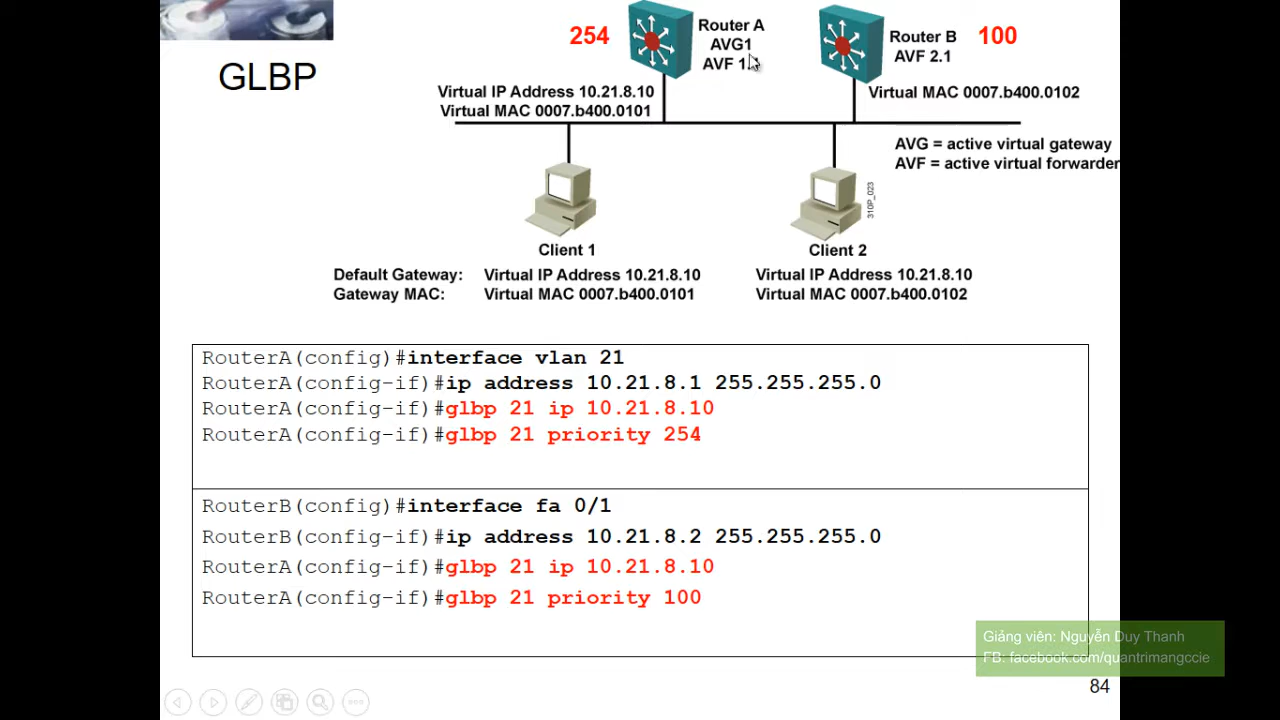 GLBP
254
Router A
AVG1
AVF 1.
Router B
AVF 2.1
100
Virtual IP Address 10.21.8.10
Virtual MAC 0007.b400.0101
Virtual MAC 0007.b400.0102
AVG = active virtual gateway
AVF = active virtual forwarder
310P_023
Client 1
Client 2
Default Gateway: Virtual IP Address 10.21.8.10 Virtual IP Address 10.21.8.10
Gateway MAC: Virtual MAC 0007.b400.0101 Virtual MAC 0007.b400.0102
RouterA(config)#interface vlan 21
RouterA(config-if)#ip address 10.21.8.1 255.255.255.0
RouterA(config-if)#glbp 21 ip 10.21.8.10
RouterA(config-if)#glbp 21 priority 254
RouterB(config)#interface fa 0/1
RouterB(config-if)#ip address 10.21.8.2 255.255.255.0
RouterA(config-if)#glbp 21 ip 10.21.8.10
RouterA(config-if)#glbp 21 priority 100
Giảng viên: Nguyễn Duy Thanh
FB: facebook.com/quantrimangccie
84